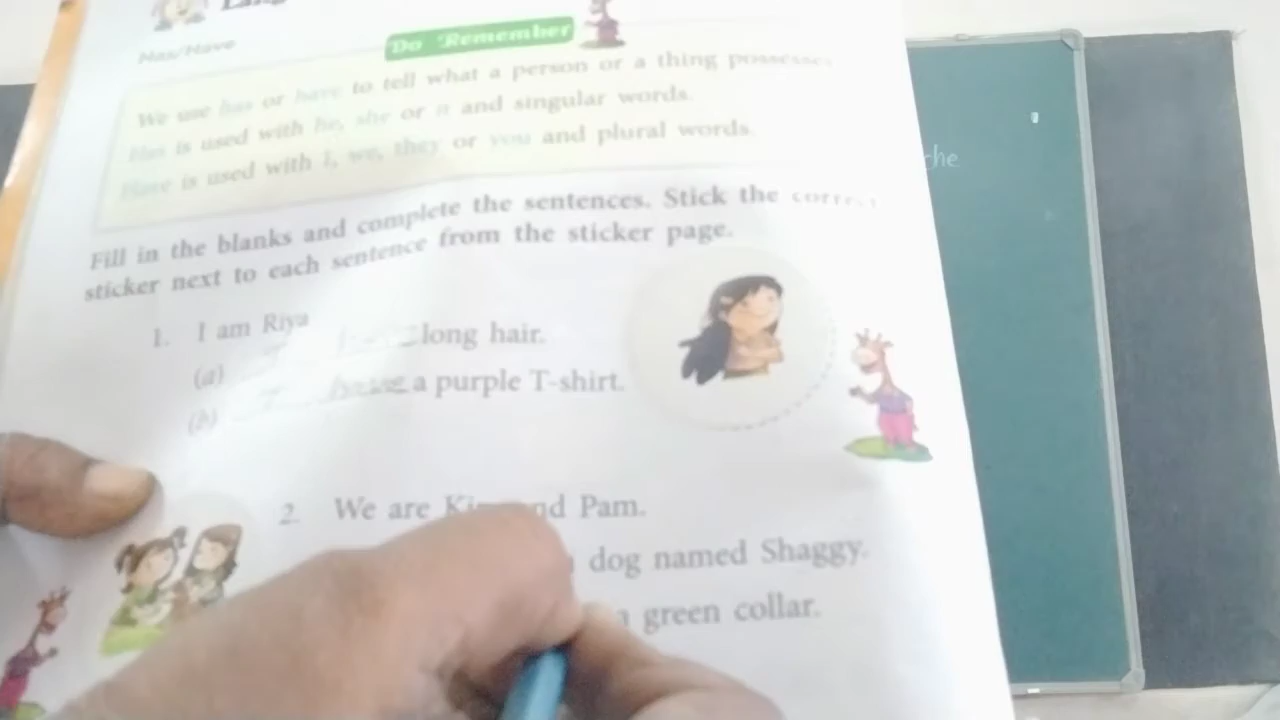 Has/Have
Do Remember
We use has or have to tell what a person or a thing possesses.
Has is used with he, she or it and singular words.
Have is used with I, we, they or you and plural words.
Fill in the blanks and complete the sentences. Stick the correct
sticker next to each sentence from the sticker page.
1. I am Riya
(a) long hair.
(b) I have a purple T-shirt.
2. We are and Pam.
dog named Shaggy.
a green collar.
che